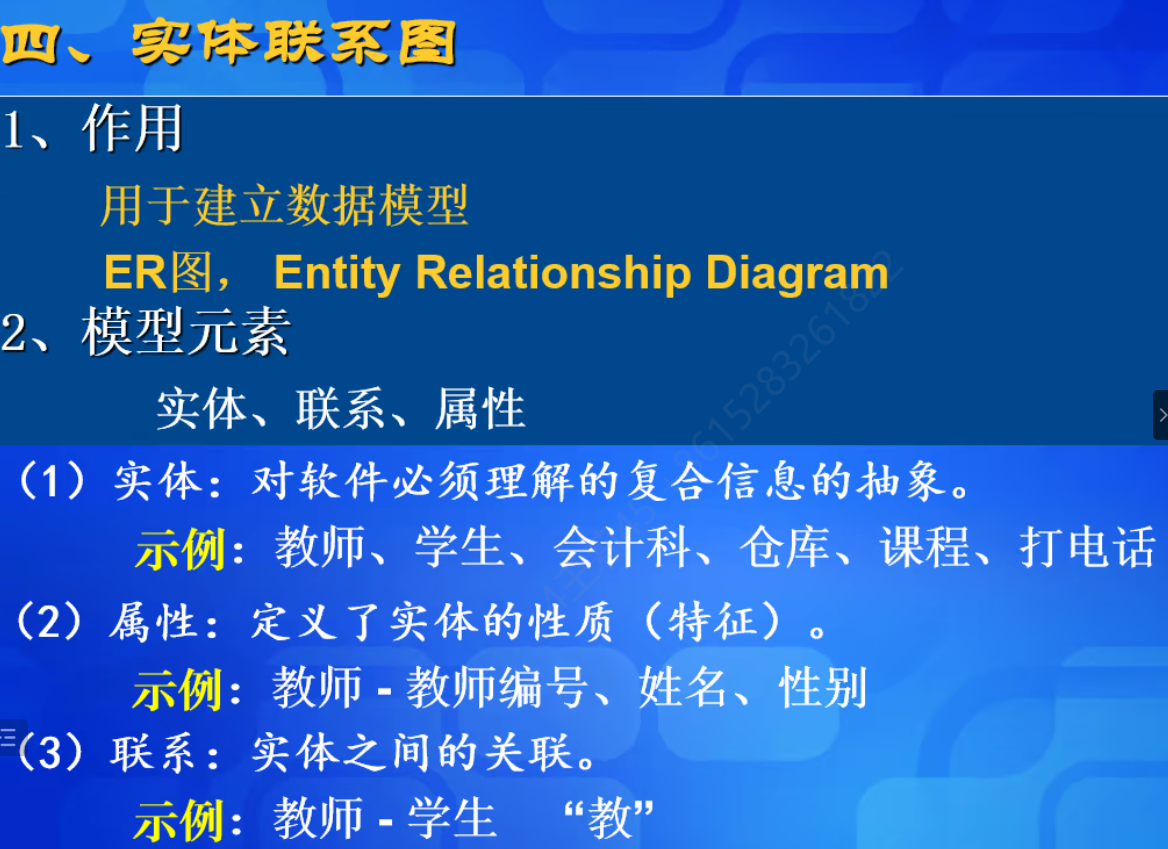 四、实体联系图
1、作用
用于建立数据模型
ER图， Entity Relationship Diagram
2、模型元素
实体、联系、属性
（1）实体：对软件必须理解的复合信息的抽象。
示例：教师、学生、会计科、仓库、课程、打电话
（2）属性：定义了实体的性质（特征）。
示例：教师 - 教师编号、姓名、性别
（3）联系：实体之间的关联。
示例：教师 - 学生 “教”